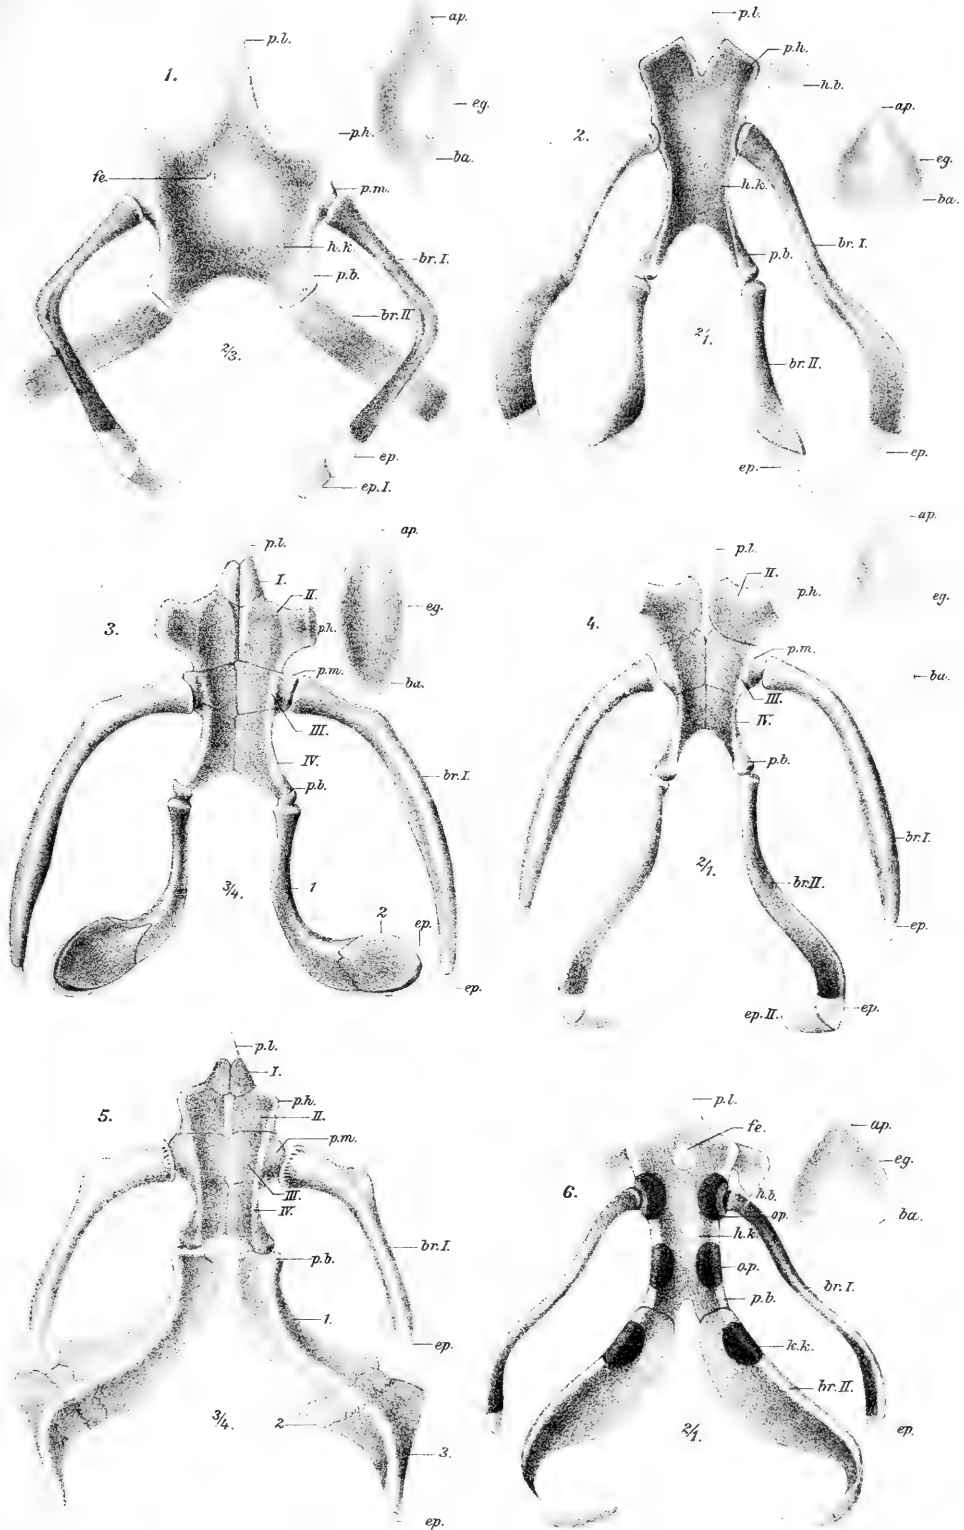 1.
p.l.
ap.
eg.
p.h.
ba.
fe.
p.m.
h.k.
br.I.
p.b.
br.II
2/3.
ep.
ep.I.
2.
p.l.
p.h.
h.b.
ap.
eg.
ba.
h.k.
br.I.
p.b.
2/1.
br.II.
ep.
ep.
3.
p.l.
ap.
I.
II.
eg.
p.h.
p.m.
ba.
III.
IV.
br.I.
p.b.
3/4.
1
2
ep.
ep.
4.
p.l.
ap.
II.
p.h.
eg.
p.m.
ba.
III.
IV.
p.b.
br.I.
2/1.
br.II.
ep.
ep.II.
ep.
5.
p.l.
I.
p.h.
II.
p.m.
III.
IV.
br.I.
p.b.
1.
ep.
3/4.
2
3.
ep.
6.
p.l.
fe.
ap.
eg.
h.b.
op.
ba.
h.k.
o.p.
br.I.
p.b.
k.k.
br.II.
2/1.
ep.